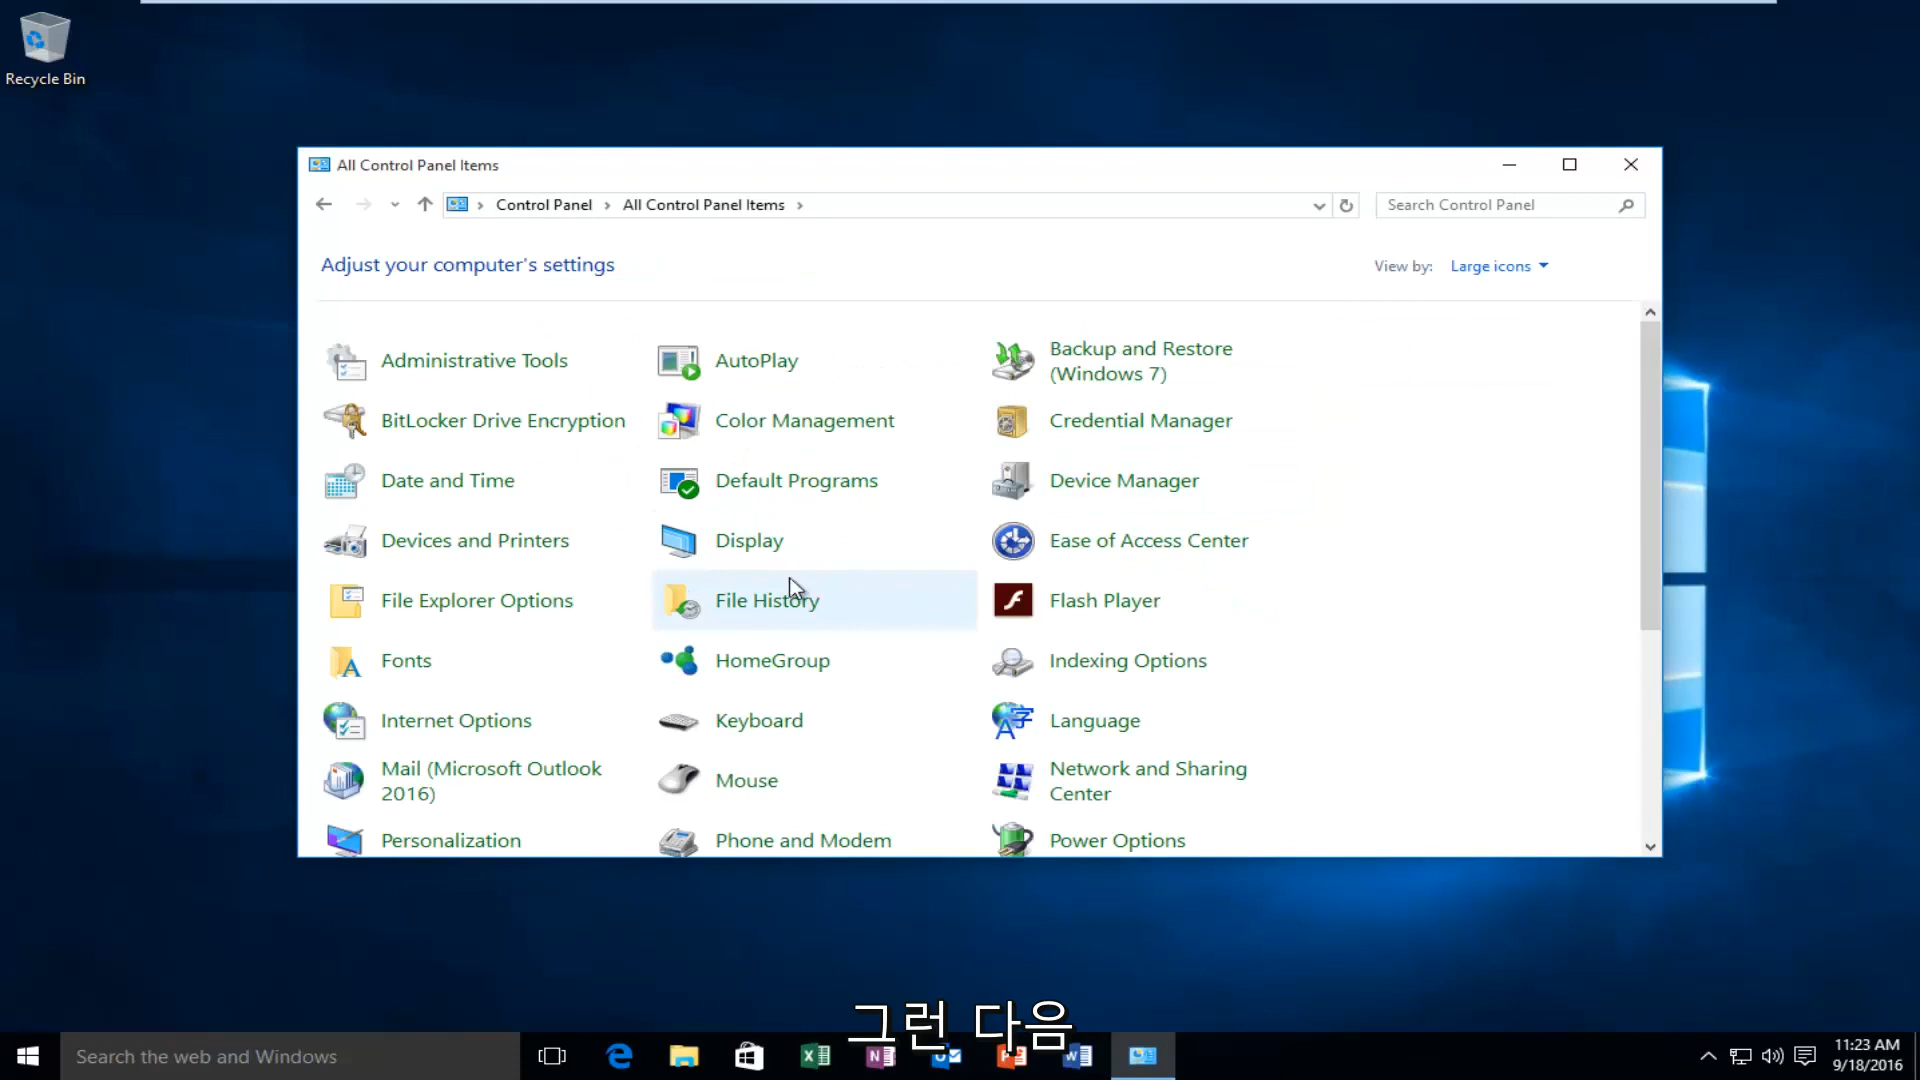 Recycle Bin
All Control Panel Items
Control Panel
All Control Panel Items
Search Control Panel
Adjust your computer's settings
View by:
Large icons
Administrative Tools
AutoPlay
Backup and Restore
(Windows 7)
BitLocker Drive Encryption
Color Management
Credential Manager
Date and Time
Default Programs
Device Manager
Devices and Printers
Display
Ease of Access Center
File Explorer Options
File History
Flash Player
Fonts
HomeGroup
Indexing Options
Internet Options
Keyboard
Language
Mail (Microsoft Outlook
2016)
Mouse
Network and Sharing
Center
Personalization
Phone and Modem
Power Options
그런 다음
Search the web and Windows
11:23 AM
9/18/2016